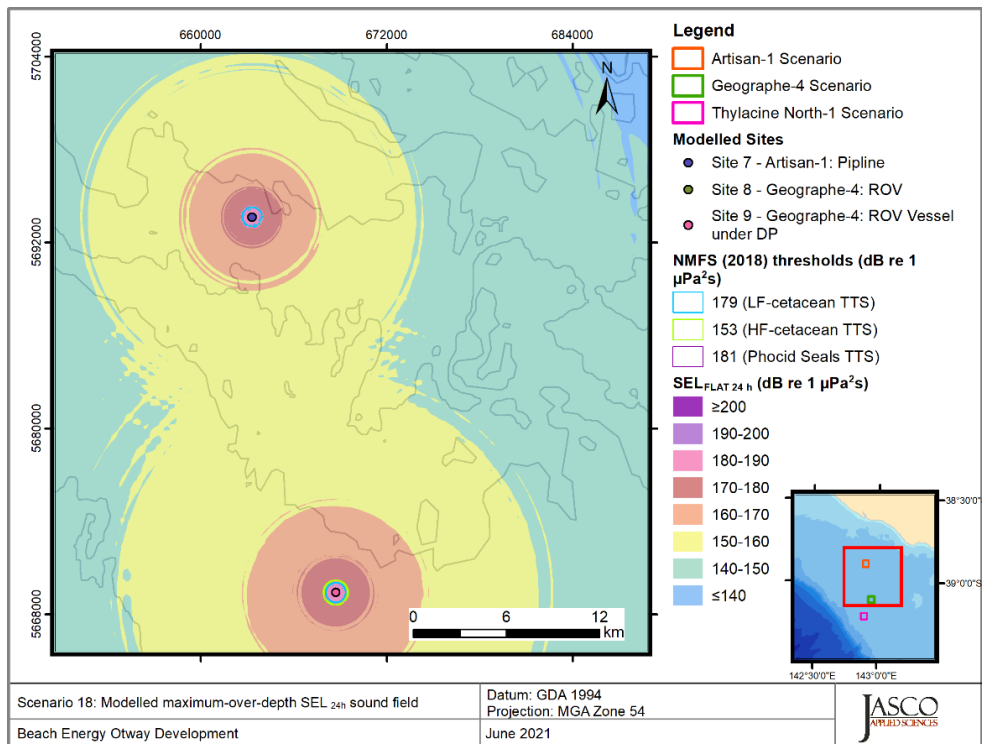 660000 672000 684000
5704000
5692000
5680000
5668000
N
0 6 12
km
Legend
Artisan-1 Scenario
Geographe-4 Scenario
Thylacine North-1 Scenario
Modelled Sites
Site 7 - Artisan-1: Pipline
Site 8 - Geographe-4: ROV
Site 9 - Geographe-4: ROV Vessel
under DP
NMFS (2018) thresholds (dB re 1
µPa²s)
179 (LF-cetacean TTS)
153 (HF-cetacean TTS)
181 (Phocid Seals TTS)
SEL FLAT 24 h (dB re 1 µPa²s)
≥200
190-200
180-190
170-180
160-170
150-160
140-150
≤140
38°30'0"S
39°0'0"S
142°30'0"E 143°0'0"E
Scenario 18: Modelled maximum-over-depth SEL 24h sound field
Beach Energy Otway Development
Datum: GDA 1994
Projection: MGA Zone 54
June 2021
JASCO
APPLIED SCIENCES